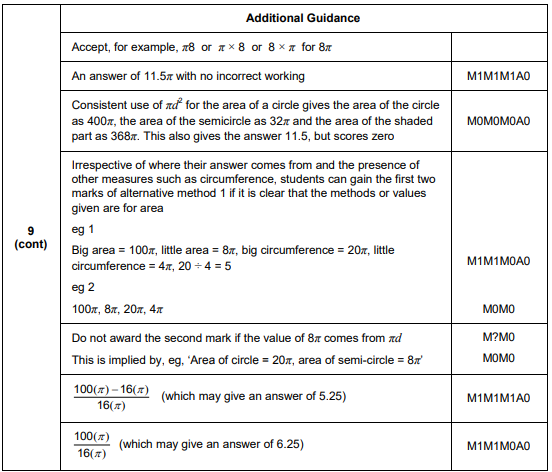 Additional Guidance
Accept, for example, π8 or π × 8 or 8 × π for 8π
An answer of 11.5π with no incorrect working
M1M1M1A0
Consistent use of πd² for the area of a circle gives the area of the circle
as 400π, the area of the semicircle as 32π and the area of the shaded
part as 368π. This also gives the answer 11.5, but scores zero
M0M0M0A0
9
(cont)
Irrespective of where their answer comes from and the presence of
other measures such as circumference, students can gain the first two
marks of alternative method 1 if it is clear that the methods or values
given are for area
eg 1
Big area = 100π, little area = 8π, big circumference = 20π, little
circumference = 4π, 20 ÷ 4 = 5
M1M1M0A0
eg 2
100π, 8π, 20π, 4π
M0M0
Do not award the second mark if the value of 8π comes from πd
M?M0
This is implied by, eg, ‘Area of circle = 20π, area of semi-circle = 8π’
M0M0
100(π) – 16(π)
16(π)
(which may give an answer of 5.25)
M1M1M1A0
100(π)
16(π)
(which may give an answer of 6.25)
M1M1M0A0